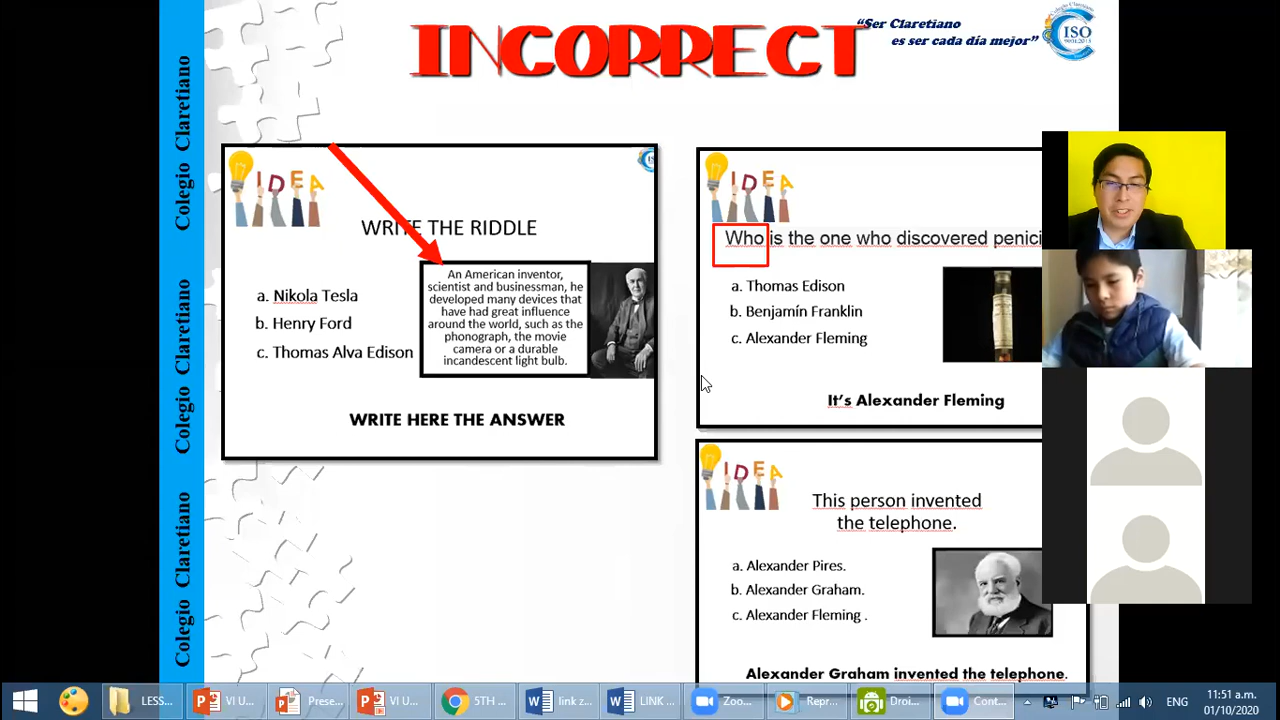 INCORRECT
“Ser Claretiano
es ser cada día mejor”
ISO
9001:2015
Colegio Claretiano
Colegio Claretiano
Colegio Claretiano
IDEA
WRITE THE RIDDLE
a. Nikola Tesla
b. Henry Ford
c. Thomas Alva Edison
An American inventor,
scientist and businessman, he
developed many devices that
have had great influence
around the world, such as the
phonograph, the movie
camera or a durable
incandescent light bulb.
WRITE HERE THE ANSWER
IDEA
Who is the one who discovered penici
a. Thomas Edison
b. Benjamín Franklin
c. Alexander Fleming
It’s Alexander Fleming
IDEA
This person invented
the telephone.
a. Alexander Pires.
b. Alexander Graham.
c. Alexander Fleming .
Alexander Graham invented the telephone.
LESS...
VI U...
Prese...
VI U...
5TH ...
link z...
LINK ...
Zoo...
Repr...
Droi...
Cont...
ENG
11:51 a.m.
01/10/2020